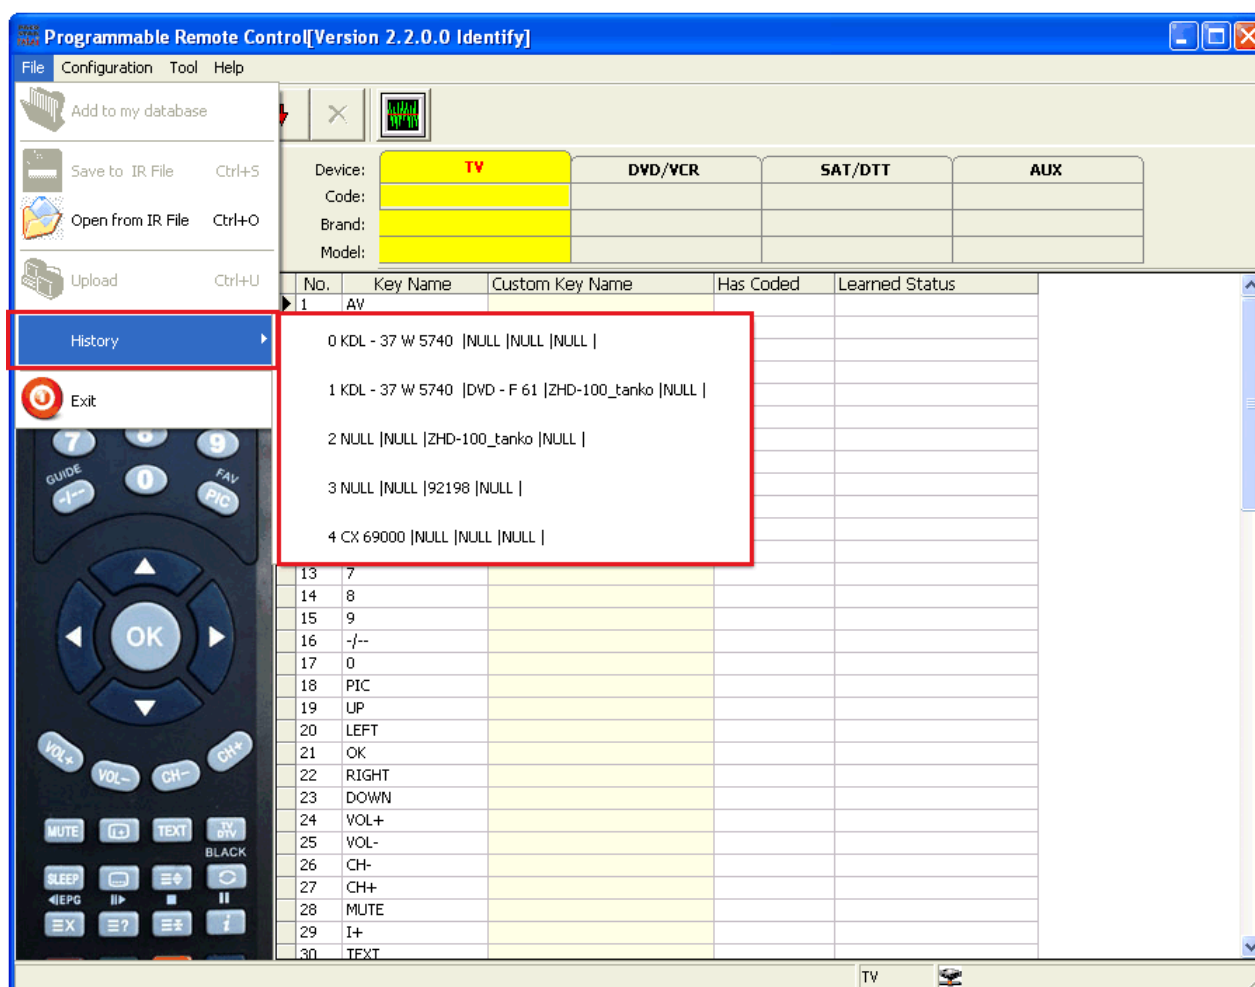 Programmable Remote Control[Version 2.2.0.0 Identify]
File Configuration Tool Help
Add to my database
Save to IR File Ctrl+S
Open from IR File Ctrl+O
Upload Ctrl+U
History
Exit
Device: TV DVD/VCR SAT/DTT AUX
Code:
Brand:
Model:
No. Key Name Custom Key Name Has Coded Learned Status
1 AV
0 KDL - 37 W 5740 |NULL |NULL |NULL |
1 KDL - 37 W 5740 |DVD - F 61 |ZHD-100_tanko |NULL |
2 NULL |NULL |ZHD-100_tanko |NULL |
3 NULL |NULL |92198 |NULL |
4 CX 69000 |NULL |NULL |NULL |
13 7
14 8
15 9
16 -/--
17 0
18 PIC
19 UP
20 LEFT
21 OK
22 RIGHT
23 DOWN
24 VOL+
25 VOL-
26 CH-
27 CH+
28 MUTE
29 I+
30 TEXT
7 8 9
GUIDE FAV
-/-- 0 PIC
OK
VOL+ CH+
VOL- CH-
MUTE i+ TEXT TV DTV
BLACK
SLEEP
EPG
X ? i
TV